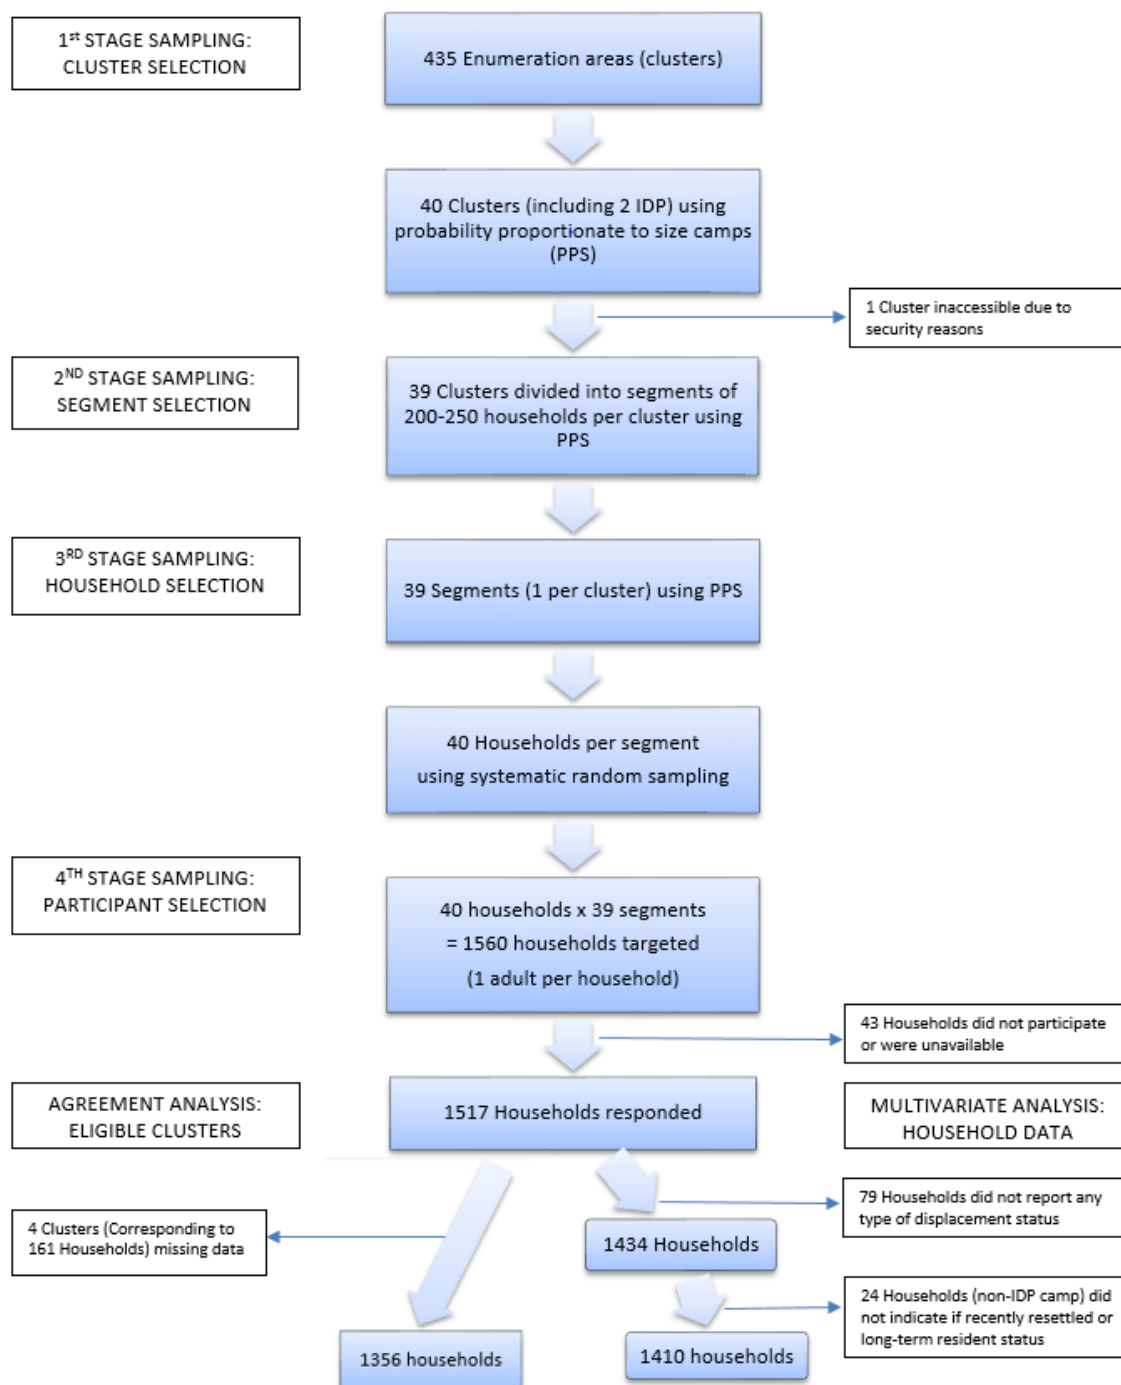 1st STAGE SAMPLING:
CLUSTER SELECTION
435 Enumeration areas (clusters)
40 Clusters (including 2 IDP) using
probability proportionate to size camps
(PPS)
1 Cluster inaccessible due to
security reasons
2ND STAGE SAMPLING:
SEGMENT SELECTION
39 Clusters divided into segments of
200-250 households per cluster using
PPS
3RD STAGE SAMPLING:
HOUSEHOLD SELECTION
39 Segments (1 per cluster) using PPS
40 Households per segment
using systematic random sampling
4TH STAGE SAMPLING:
PARTICIPANT SELECTION
40 households x 39 segments
= 1560 households targeted
(1 adult per household)
43 Households did not participate
or were unavailable
AGREEMENT ANALYSIS:
ELIGIBLE CLUSTERS
1517 Households responded
MULTIVARIATE ANALYSIS:
HOUSEHOLD DATA
79 Households did not report any
type of displacement status
4 Clusters (Corresponding to
161 Households) missing data
1434 Households
24 Households (non-IDP camp) did
not indicate if recently resettled or
long-term resident status
1356 households
1410 households